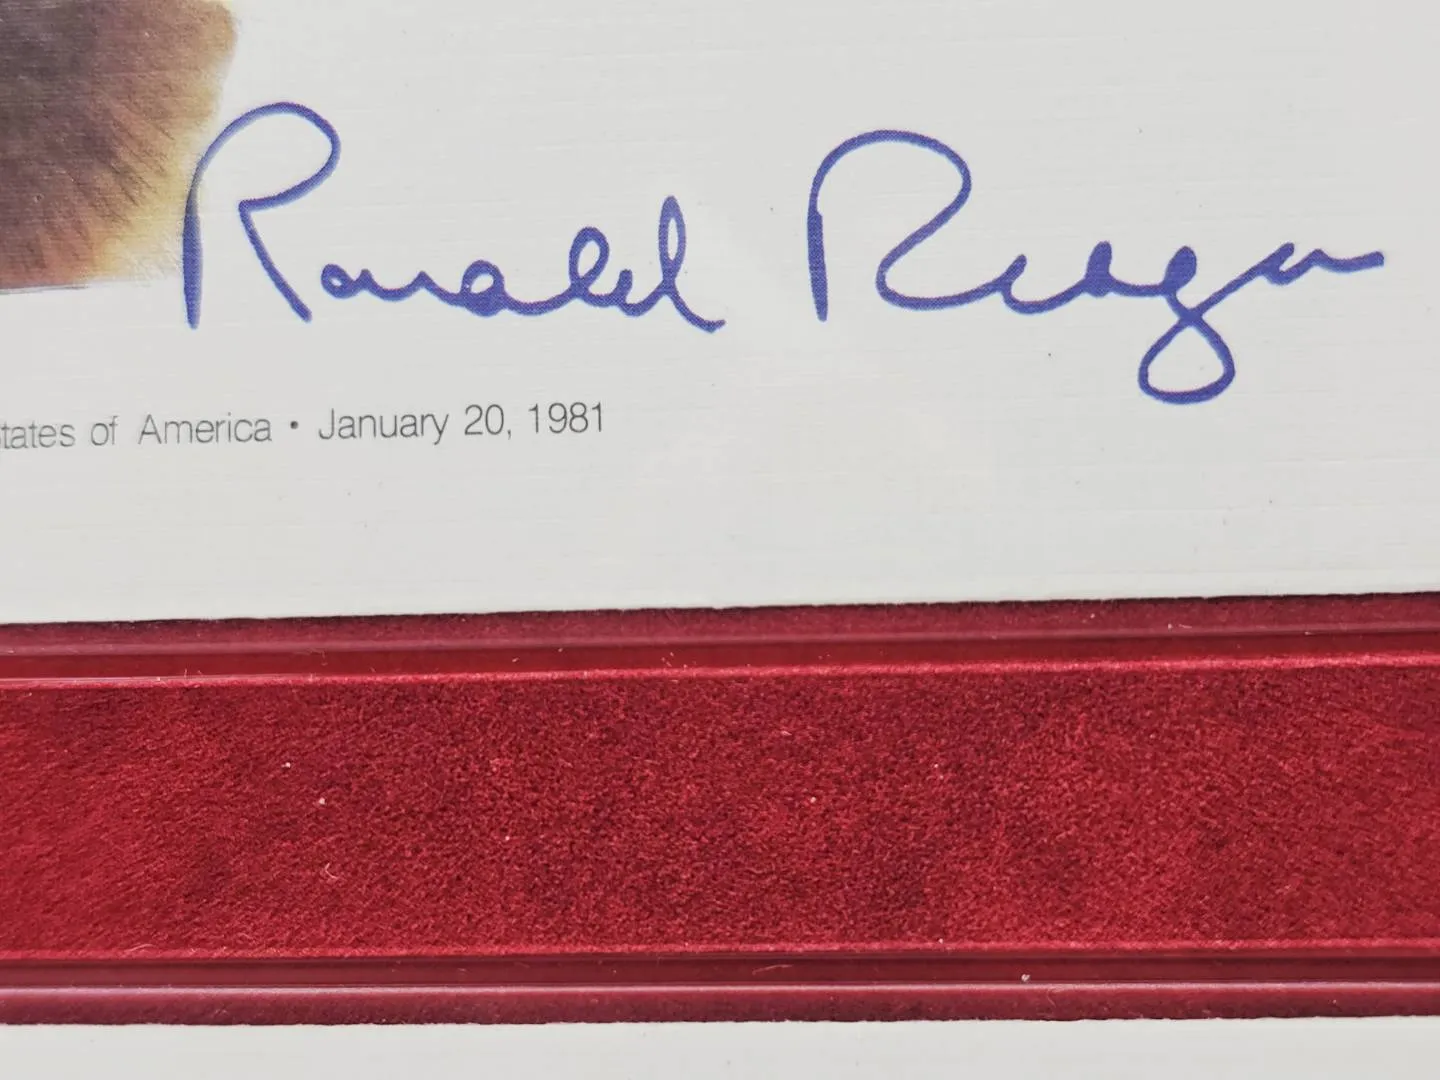 Ronald Reagan
tates of America • January 20, 1981